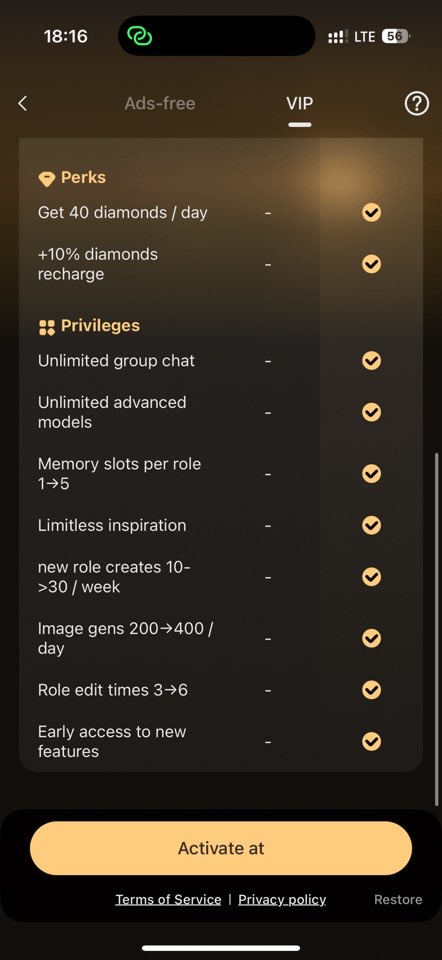 18:16
LTE
56
Ads-free
VIP
?
Perks
Get 40 diamonds / day
-
+10% diamonds
recharge
-
Privileges
Unlimited group chat
-
Unlimited advanced
models
-
Memory slots per role
1→5
-
Limitless inspiration
-
new role creates 10-
>30 / week
-
Image gens 200→400 /
day
-
Role edit times 3→6
-
Early access to new
features
-
Activate at
Terms of Service | Privacy policy
Restore